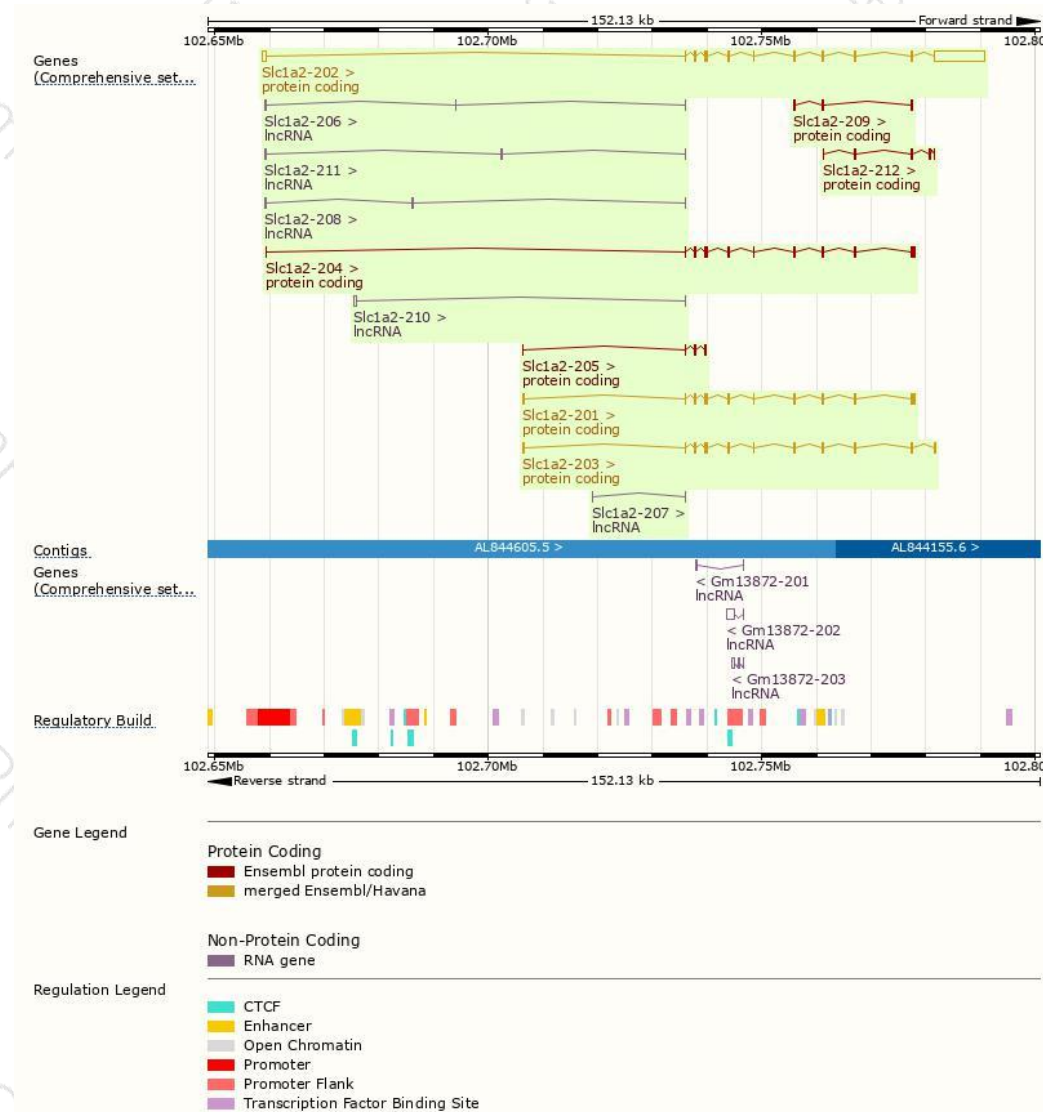 152.13 kb Forward strand
102.65Mb 102.70Mb 102.75Mb 102.80
Genes
(Comprehensive set...
Slc1a2-202 >
protein coding
Slc1a2-206 >
lncRNA
Slc1a2-209 >
protein coding
Slc1a2-211 >
lncRNA
Slc1a2-212 >
protein coding
Slc1a2-208 >
lncRNA
Slc1a2-204 >
protein coding
Slc1a2-210 >
lncRNA
Slc1a2-205 >
protein coding
Slc1a2-201 >
protein coding
Slc1a2-203 >
protein coding
Slc1a2-207 >
lncRNA
Contigs AL844605.5 > AL844155.6 >
Genes
(Comprehensive set...
< Gm13872-201
lncRNA
< Gm13872-202
lncRNA
< Gm13872-203
lncRNA
Regulatory Build
102.65Mb 102.70Mb 102.75Mb 102.80
Reverse strand 152.13 kb
Gene Legend
Protein Coding
Ensembl protein coding
merged Ensembl/Havana
Non-Protein Coding
RNA gene
Regulation Legend
CTCF
Enhancer
Open Chromatin
Promoter
Promoter Flank
Transcription Factor Binding Site